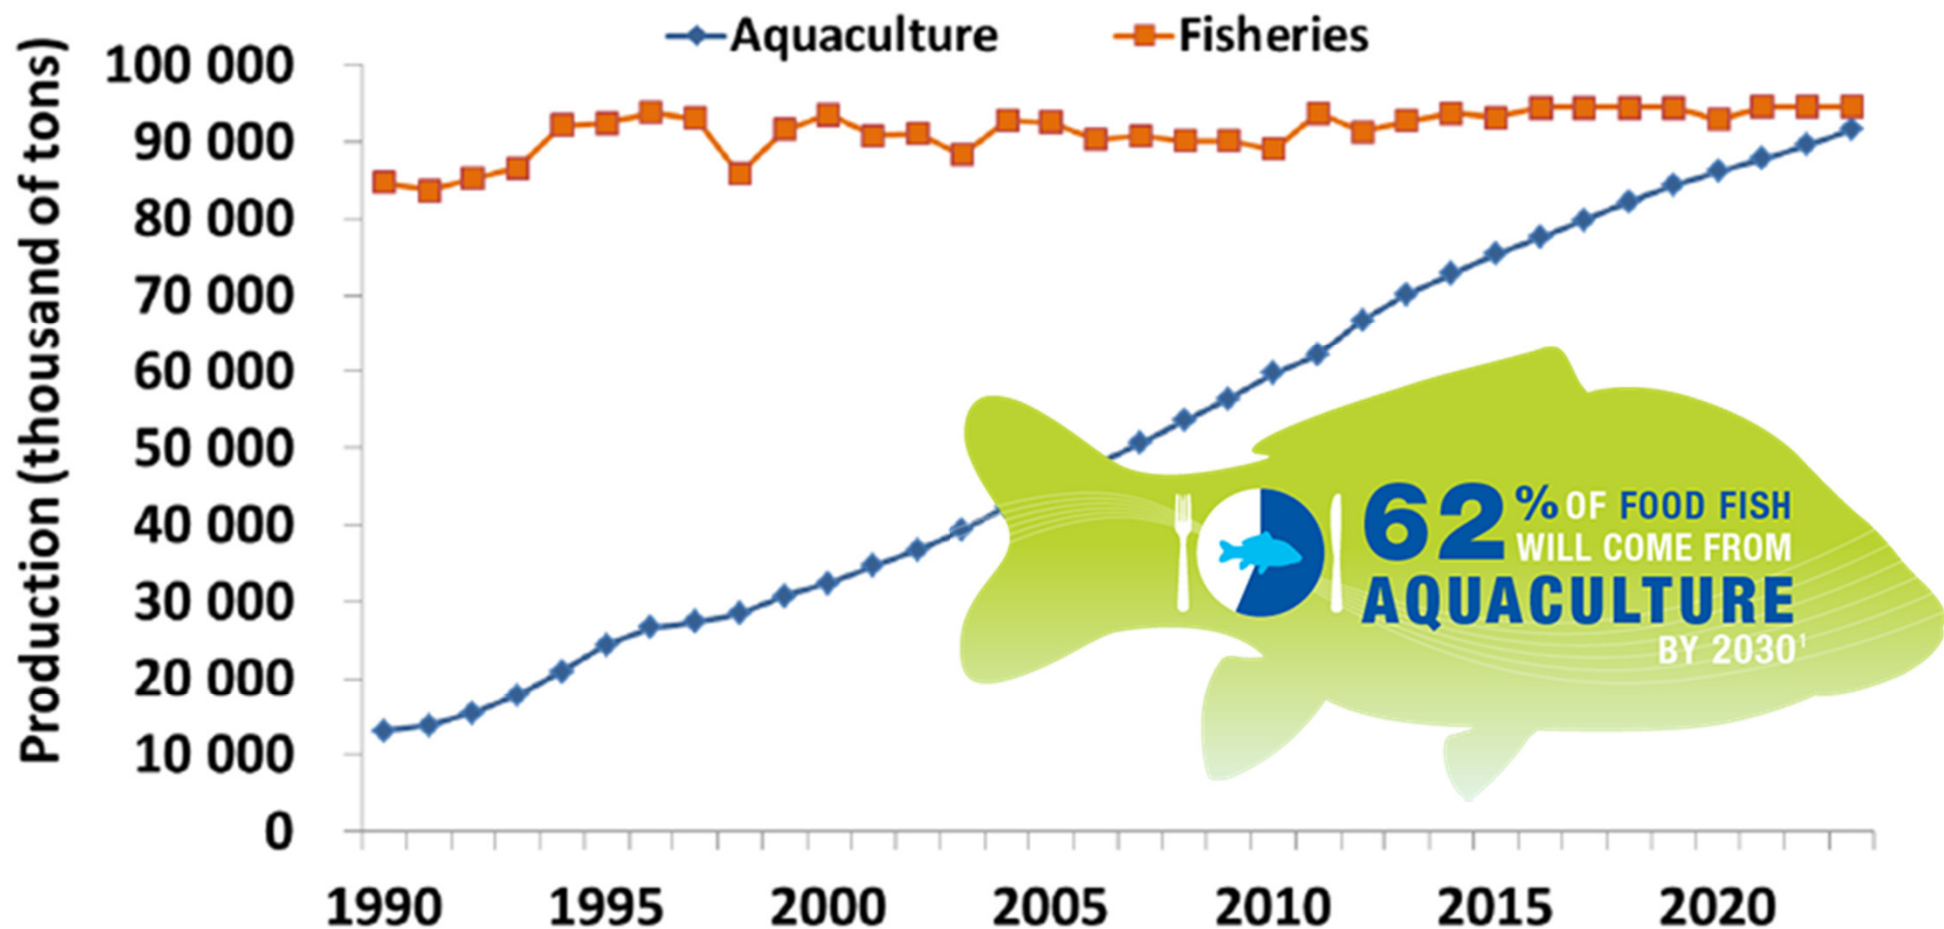 Aquaculture Fisheries
Production (thousand of tons)
100 000
90 000
80 000
70 000
60 000
50 000
40 000
30 000
20 000
10 000
0
62% OF FOOD FISH
WILL COME FROM
AQUACULTURE
BY 2030¹
1990 1995 2000 2005 2010 2015 2020